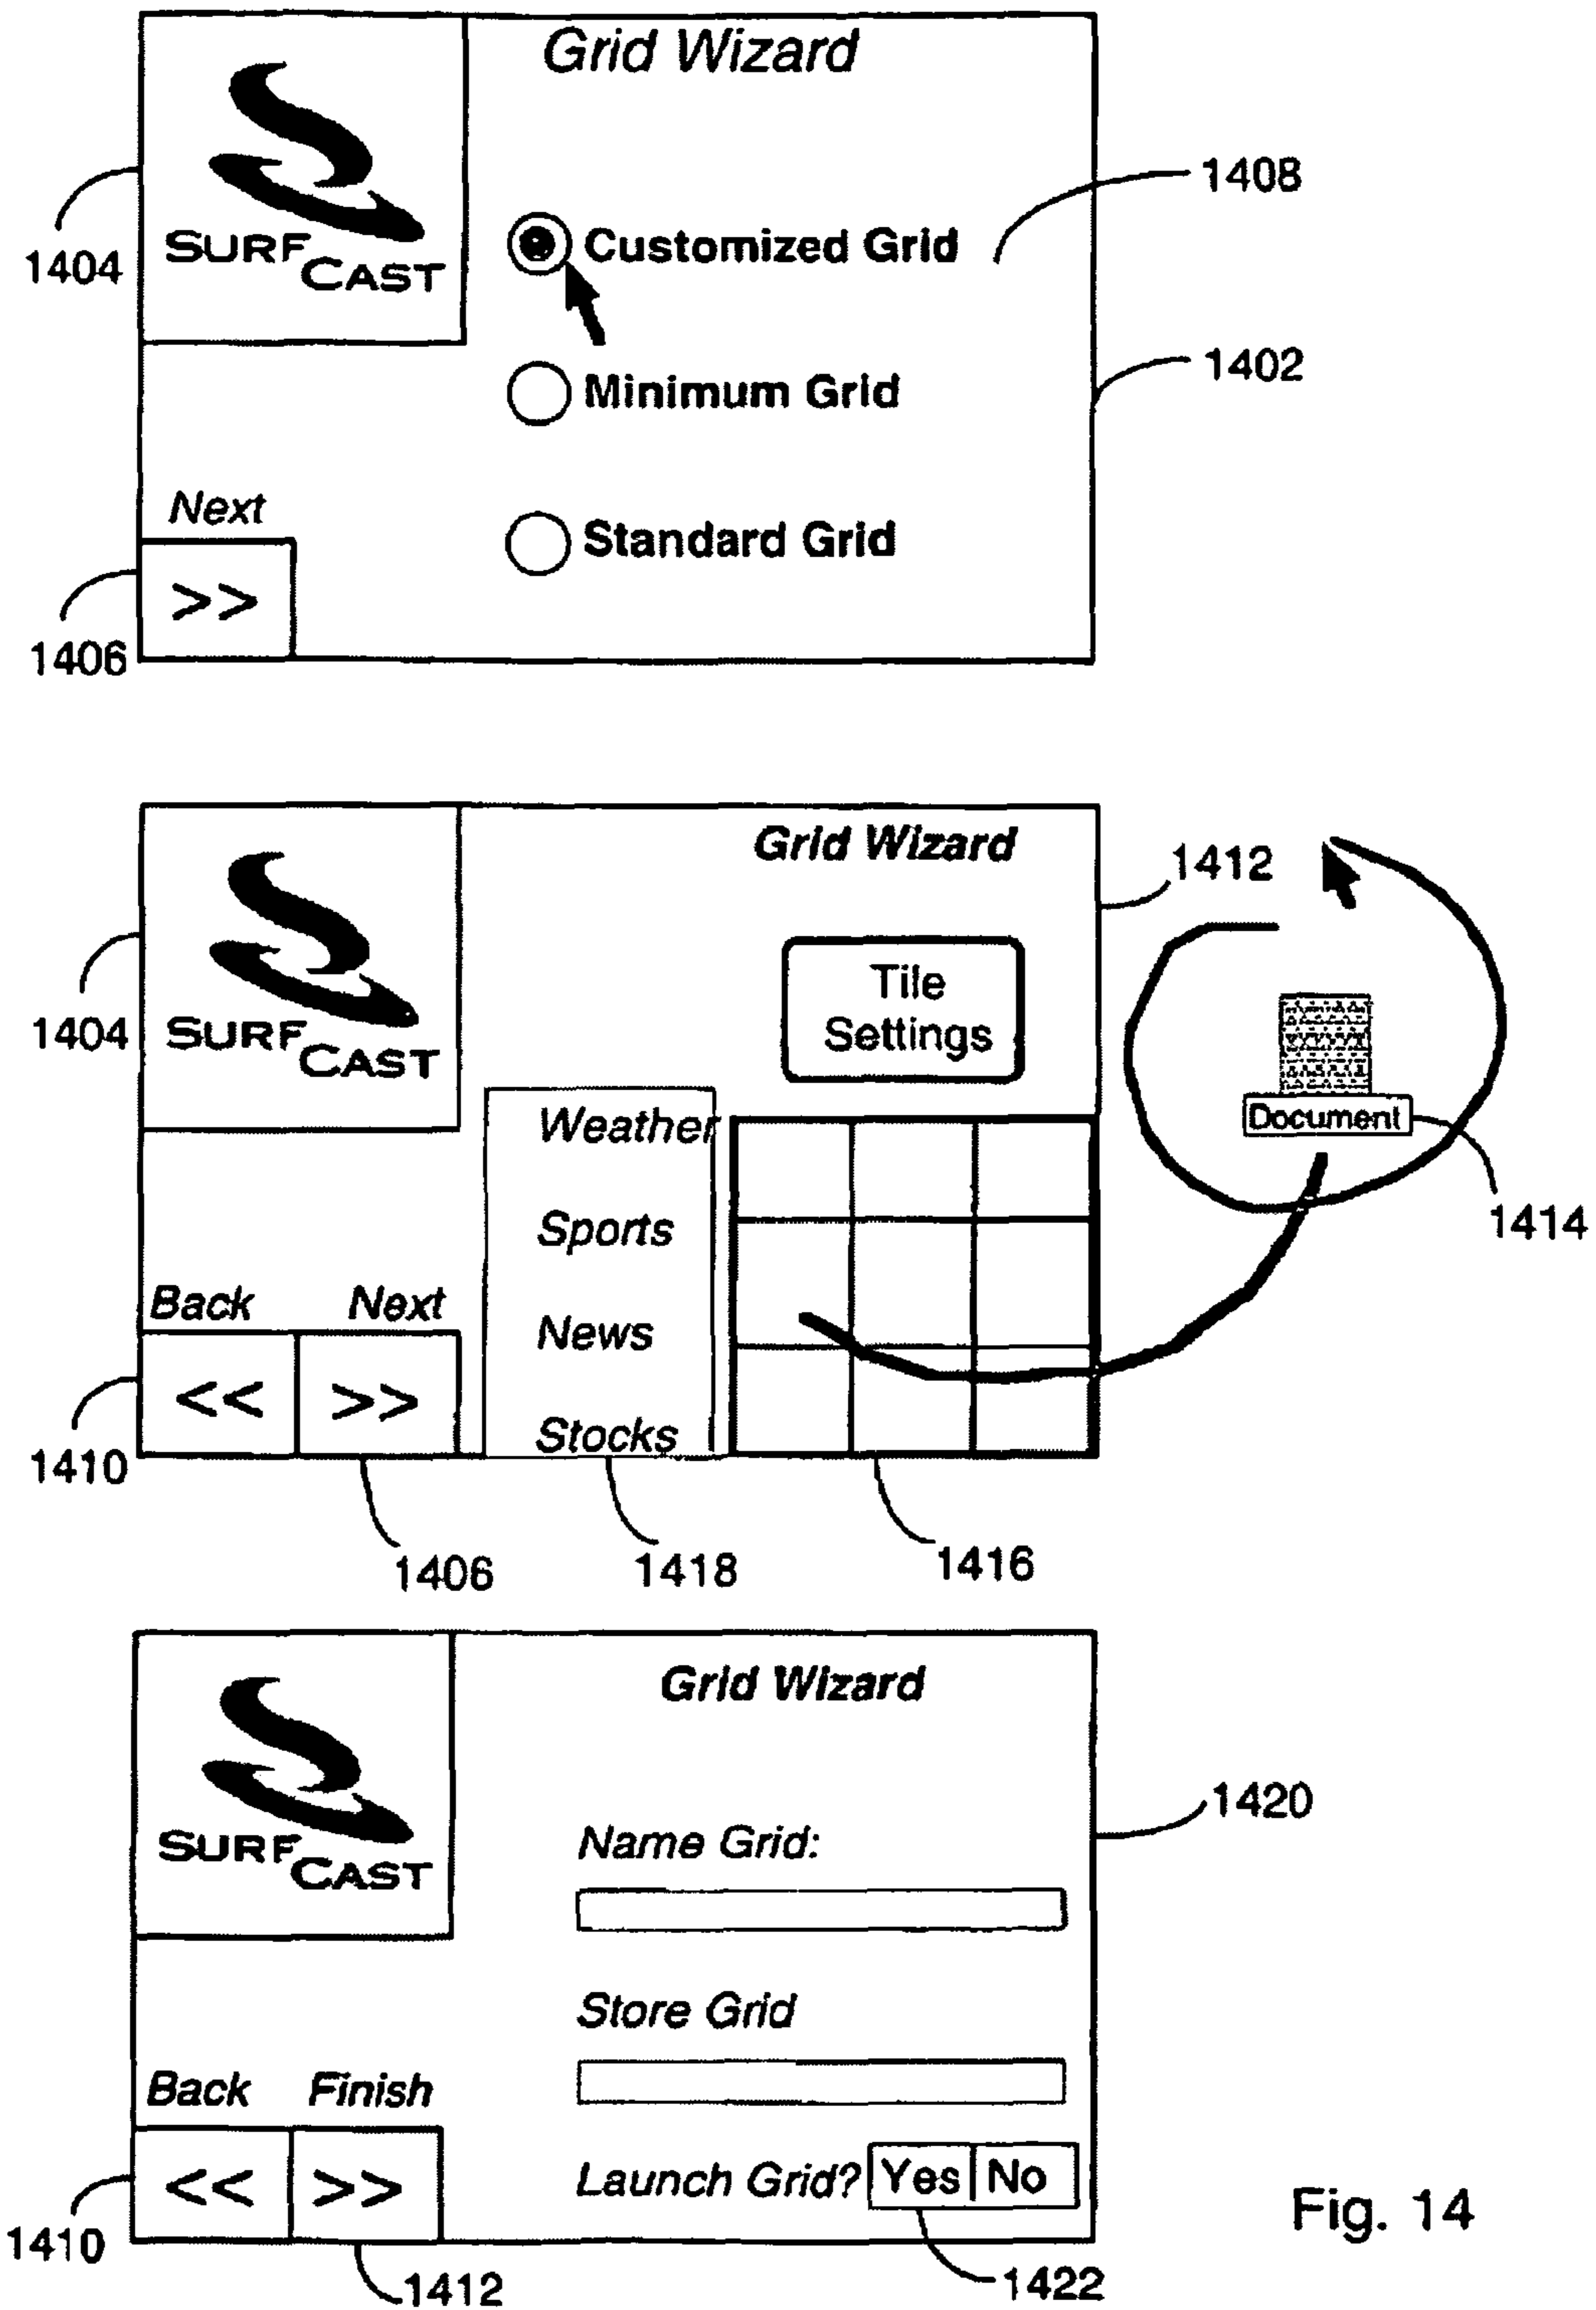 Grid Wizard
1408
SURF CAST
1404
Customized Grid
1402
Minimum Grid
Next
Standard Grid
>>
1406
Grid Wizard
1412
Tile
Settings
1404
SURF CAST
Document
Weather
1414
Sports
Back Next
News
<< >>
Stocks
1410
1406
1418
1416
Grid Wizard
1420
Name Grid:
SURF CAST
Store Grid
Back Finish
<< >>
Launch Grid? Yes No
1410
1412
1422
Fig. 14